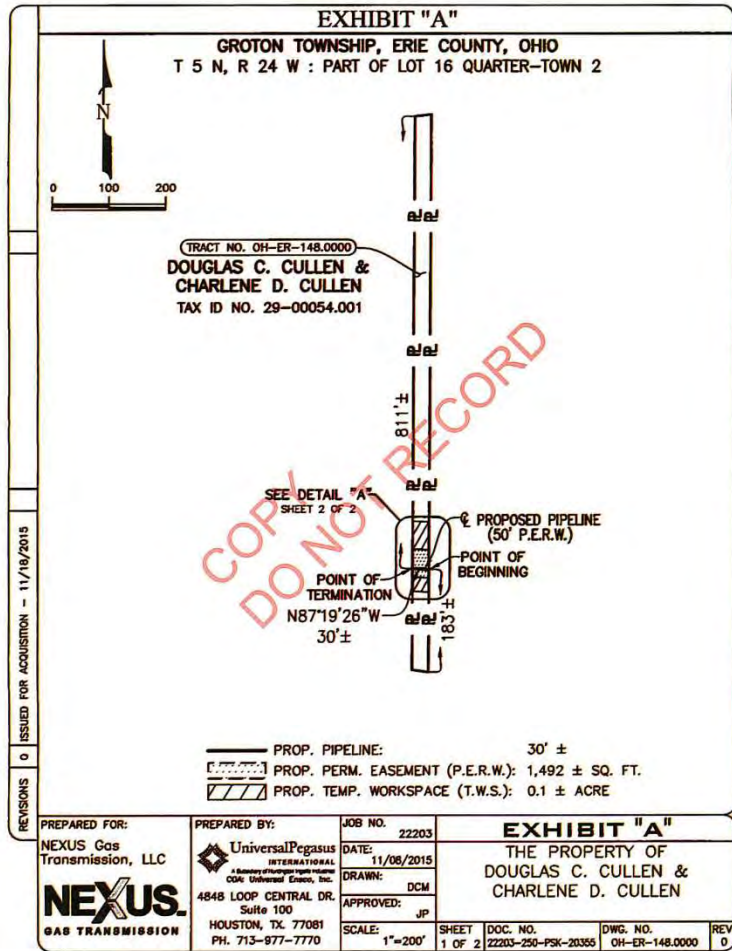 EXHIBIT "A"
GROTON TOWNSHIP, ERIE COUNTY, OHIO
T 5 N, R 24 W : PART OF LOT 16 QUARTER-TOWN 2
N
0 100 200
TRACT NO. OH-ER-148.0000
DOUGLAS C. CULLEN &
CHARLENE D. CULLEN
TAX ID NO. 29-00054.001
811'±
COPY
DO NOT RECORD
SEE DETAIL "A"
SHEET 2 OF 2
℄ PROPOSED PIPELINE
(50' P.E.R.W.)
POINT OF
BEGINNING
POINT OF
TERMINATION
N87°19'26"W
30'±
183'±
PROP. PIPELINE: 30' ±
PROP. PERM. EASEMENT (P.E.R.W.): 1,492 ± SQ. FT.
PROP. TEMP. WORKSPACE (T.W.S.): 0.1 ± ACRE
REVISIONS 0 ISSUED FOR ACQUISITION - 11/18/2015
PREPARED FOR:
NEXUS Gas
Transmission, LLC
NEXUS.
GAS TRANSMISSION
PREPARED BY:
UniversalPegasus
INTERNATIONAL
A Subsidiary of Huntington Ingalls Industries
COA: Universal Ensco, Inc.
4848 LOOP CENTRAL DR.
Suite 100
HOUSTON, TX. 77081
PH. 713-977-7770
JOB NO. 22203
DATE: 11/08/2015
DRAWN: DCM
APPROVED: JP
SCALE: 1"=200'
EXHIBIT "A"
THE PROPERTY OF
DOUGLAS C. CULLEN &
CHARLENE D. CULLEN
SHEET 1 OF 2
DOC. NO. 22203-250-PSK-20355
DWG. NO. OH-ER-148.0000
REV 0